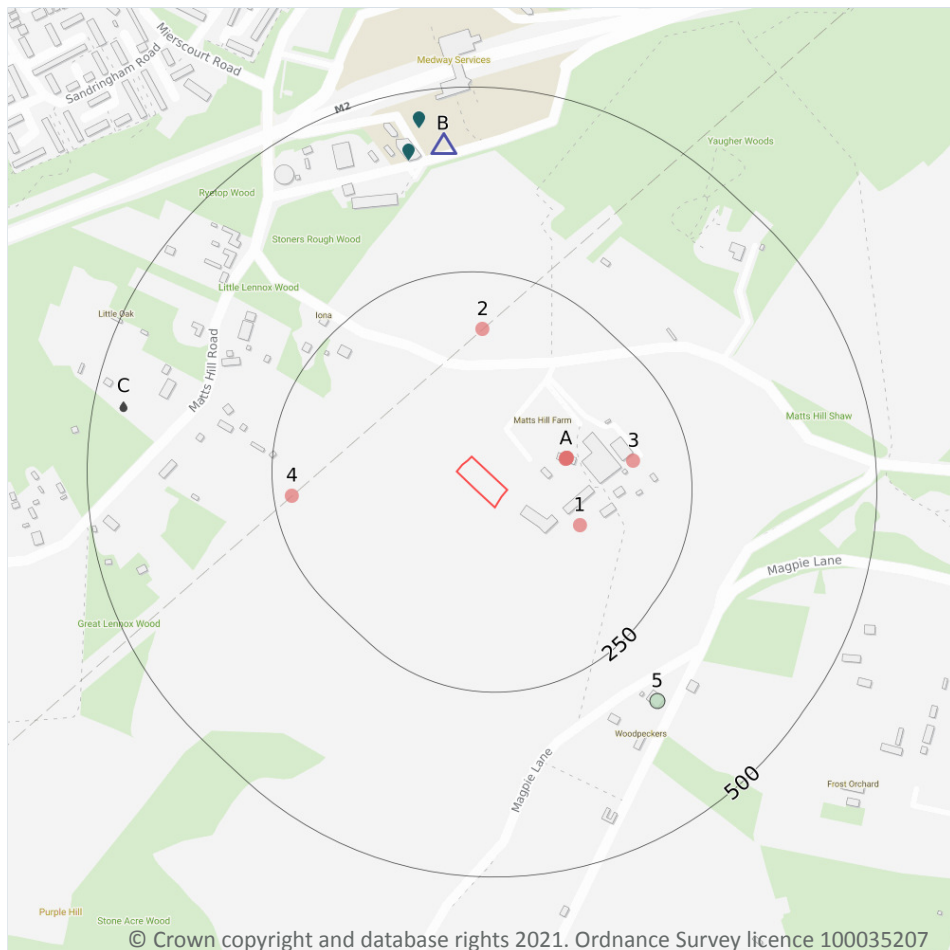 Mierscourt Road
Sandringham Road
Medway Services
M2
B
Yaugher Woods
Ryetop Wood
Stoners Rough Wood
Little Lennox Wood
Little Oak
Iona
2
C
Matts Hill Road
Matts Hill Farm
Matts Hill Shaw
A
3
4
1
Magpie Lane
Great Lennox Wood
250
5
Woodpeckers
Magpie Lane
500
Frost Orchard
Purple Hill
Stone Acre Wood
© Crown copyright and database rights 2021. Ordnance Survey licence 100035207